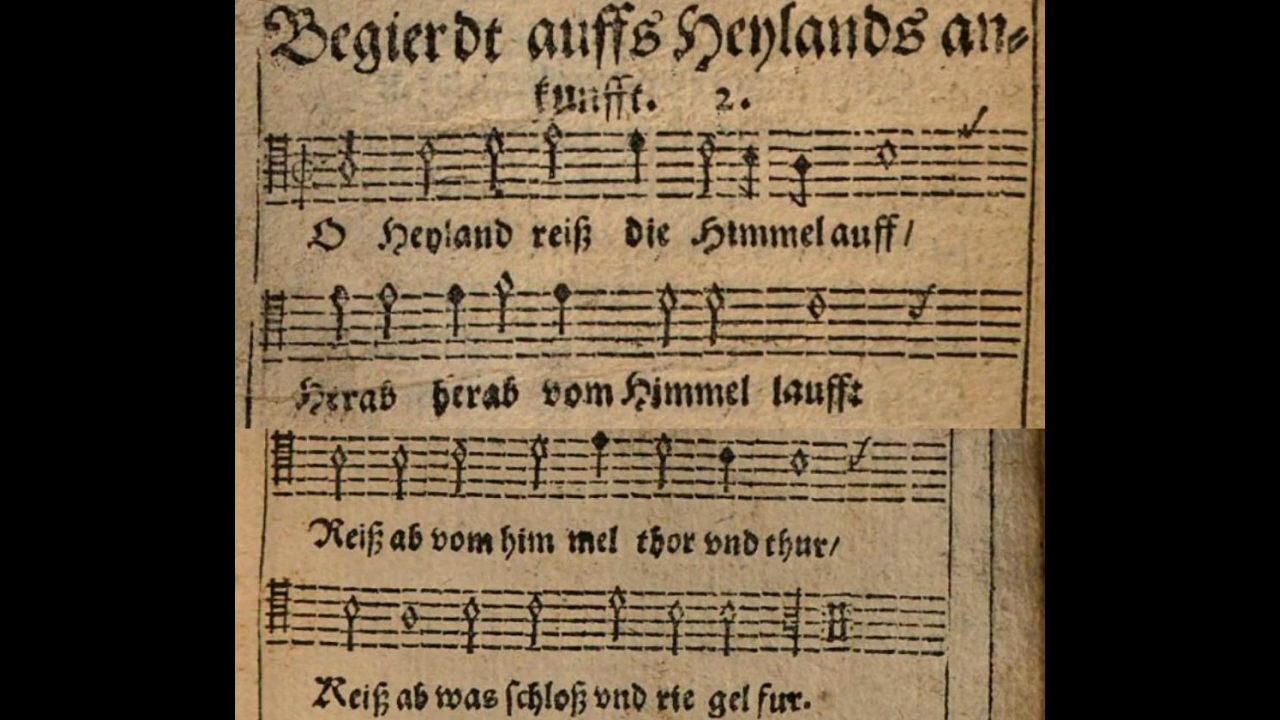 Begierdt auffs Heylands an-
kunfft. 2.
O Heyland reiß die Himmel auff/
Herab herab vom Himmel laufft
Reiß ab vom him mel thor vnd thur/
Reiß ab was schloß vnd rie gel fur.